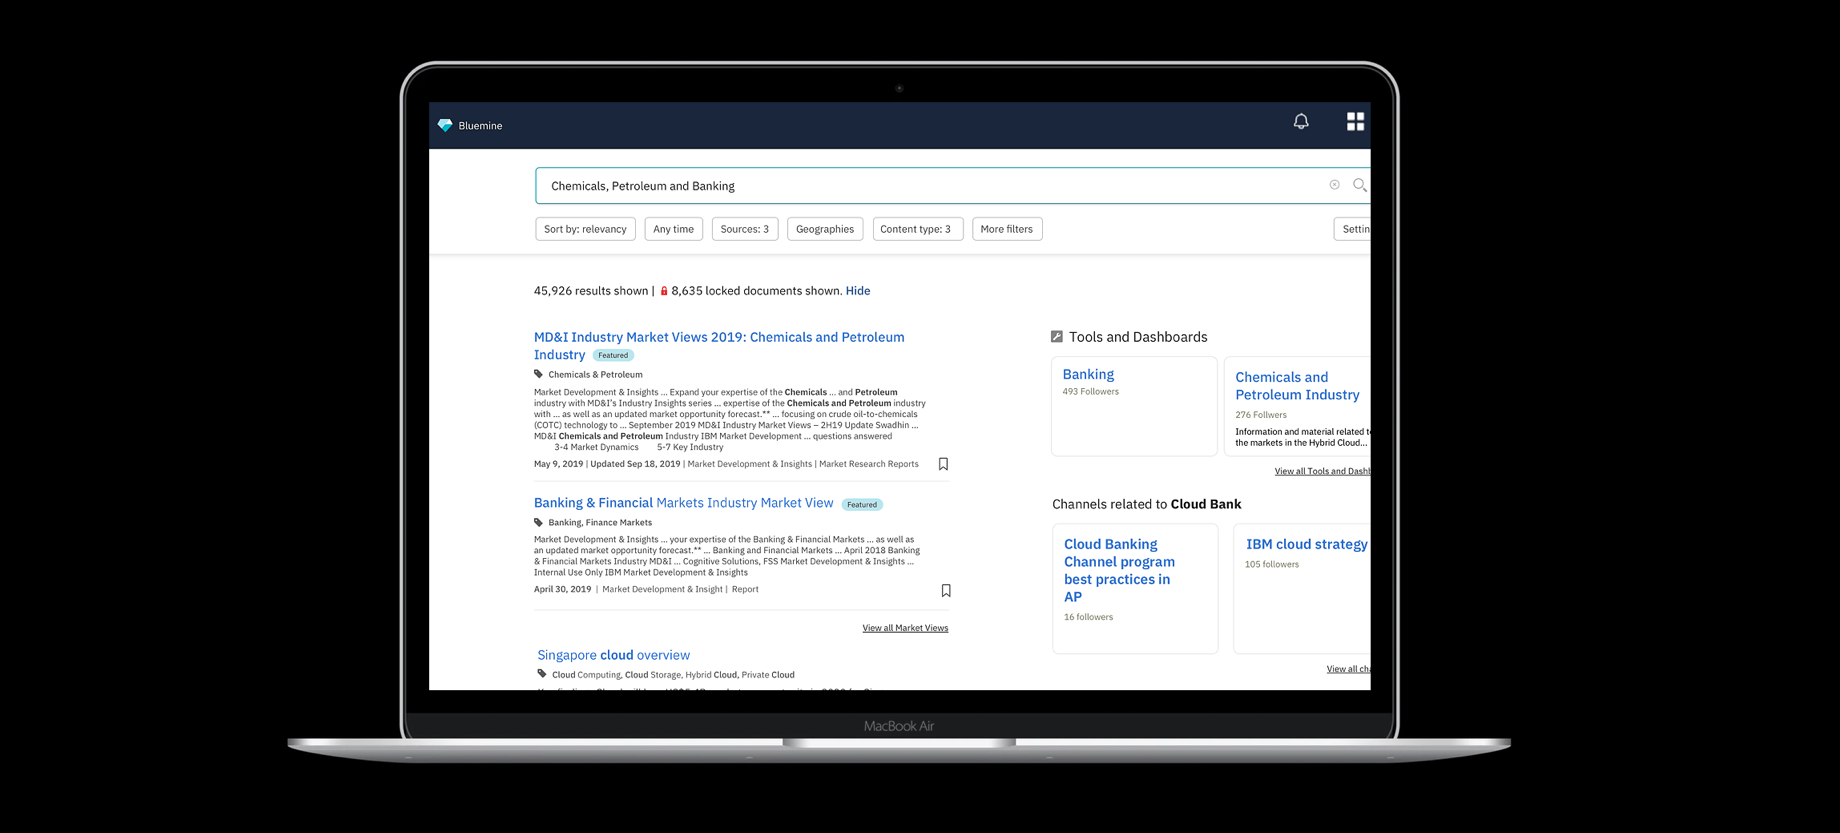 Bluemine
Chemicals, Petroleum and Banking
Sort by: relevancy Any time Sources: 3 Geographies Content type: 3 More filters Settin
45,926 results shown | 8,635 locked documents shown. Hide
MD&I Industry Market Views 2019: Chemicals and Petroleum
Industry Featured
Chemicals & Petroleum
Market Development & Insights ... Expand your expertise of the Chemicals ... and Petroleum
industry with MD&I's Industry Insights series ... expertise of the Chemicals and Petroleum industry
with ... as well as an updated market opportunity forecast.** ... focusing on crude oil-to-chemicals
(COTC) technology to ... September 2019 MD&I Industry Market Views – 2H19 Update Swadhin ...
MD&I Chemicals and Petroleum Industry IBM Market Development ... questions answered
3-4 Market Dynamics 5-7 Key Industry
May 9, 2019 | Updated Sep 18, 2019 | Market Development & Insights | Market Research Reports
Banking & Financial Markets Industry Market View Featured
Banking, Finance Markets
Market Development & Insights ... your expertise of the Banking & Financial Markets ... as well as
an updated market opportunity forecast.** ... Banking and Financial Markets ... April 2018 Banking
& Financial Markets Industry MD&I ... Cognitive Solutions, FSS Market Development & Insights ...
Internal Use Only IBM Market Development & Insights
April 30, 2019 | Market Development & Insight | Report
View all Market Views
Singapore cloud overview
Cloud Computing, Cloud Storage, Hybrid Cloud, Private Cloud
Tools and Dashboards
Banking
493 Followers
Chemicals and
Petroleum Industry
276 Follwers
Information and material related t
the markets in the Hybrid Cloud...
View all Tools and Dashb
Channels related to Cloud Bank
Cloud Banking
Channel program
best practices in
AP
16 followers
IBM cloud strategy
105 followers
View all cha
MacBook Air